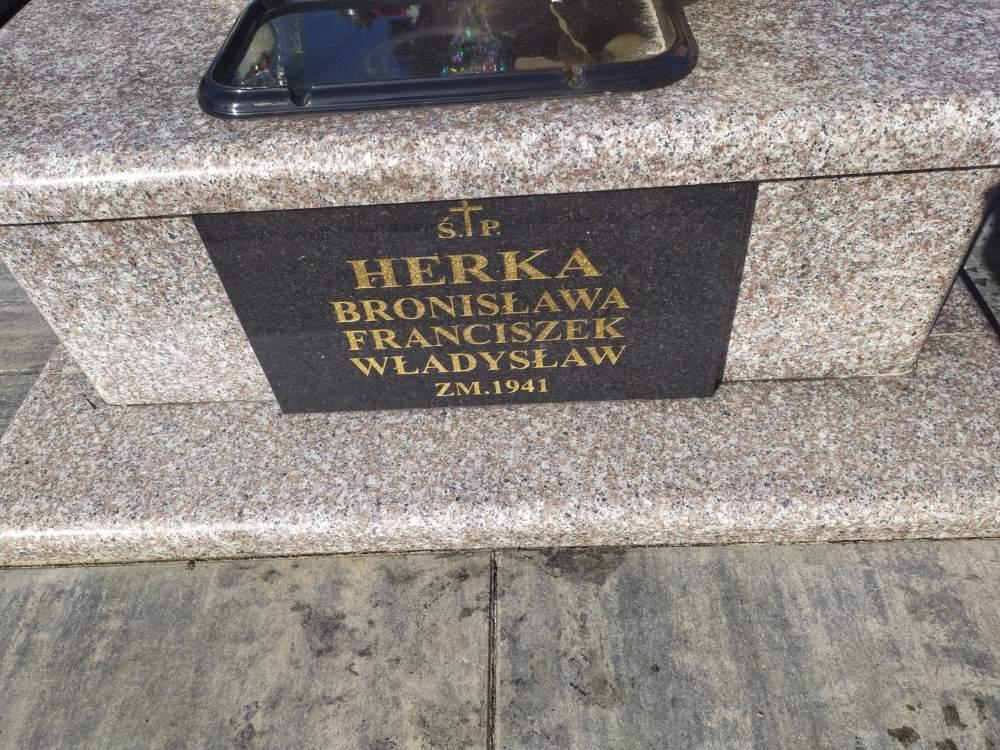 Ś.†P.
HERKA
BRONISŁAWA
FRANCISZEK
WŁADYSŁAW
ZM.1941